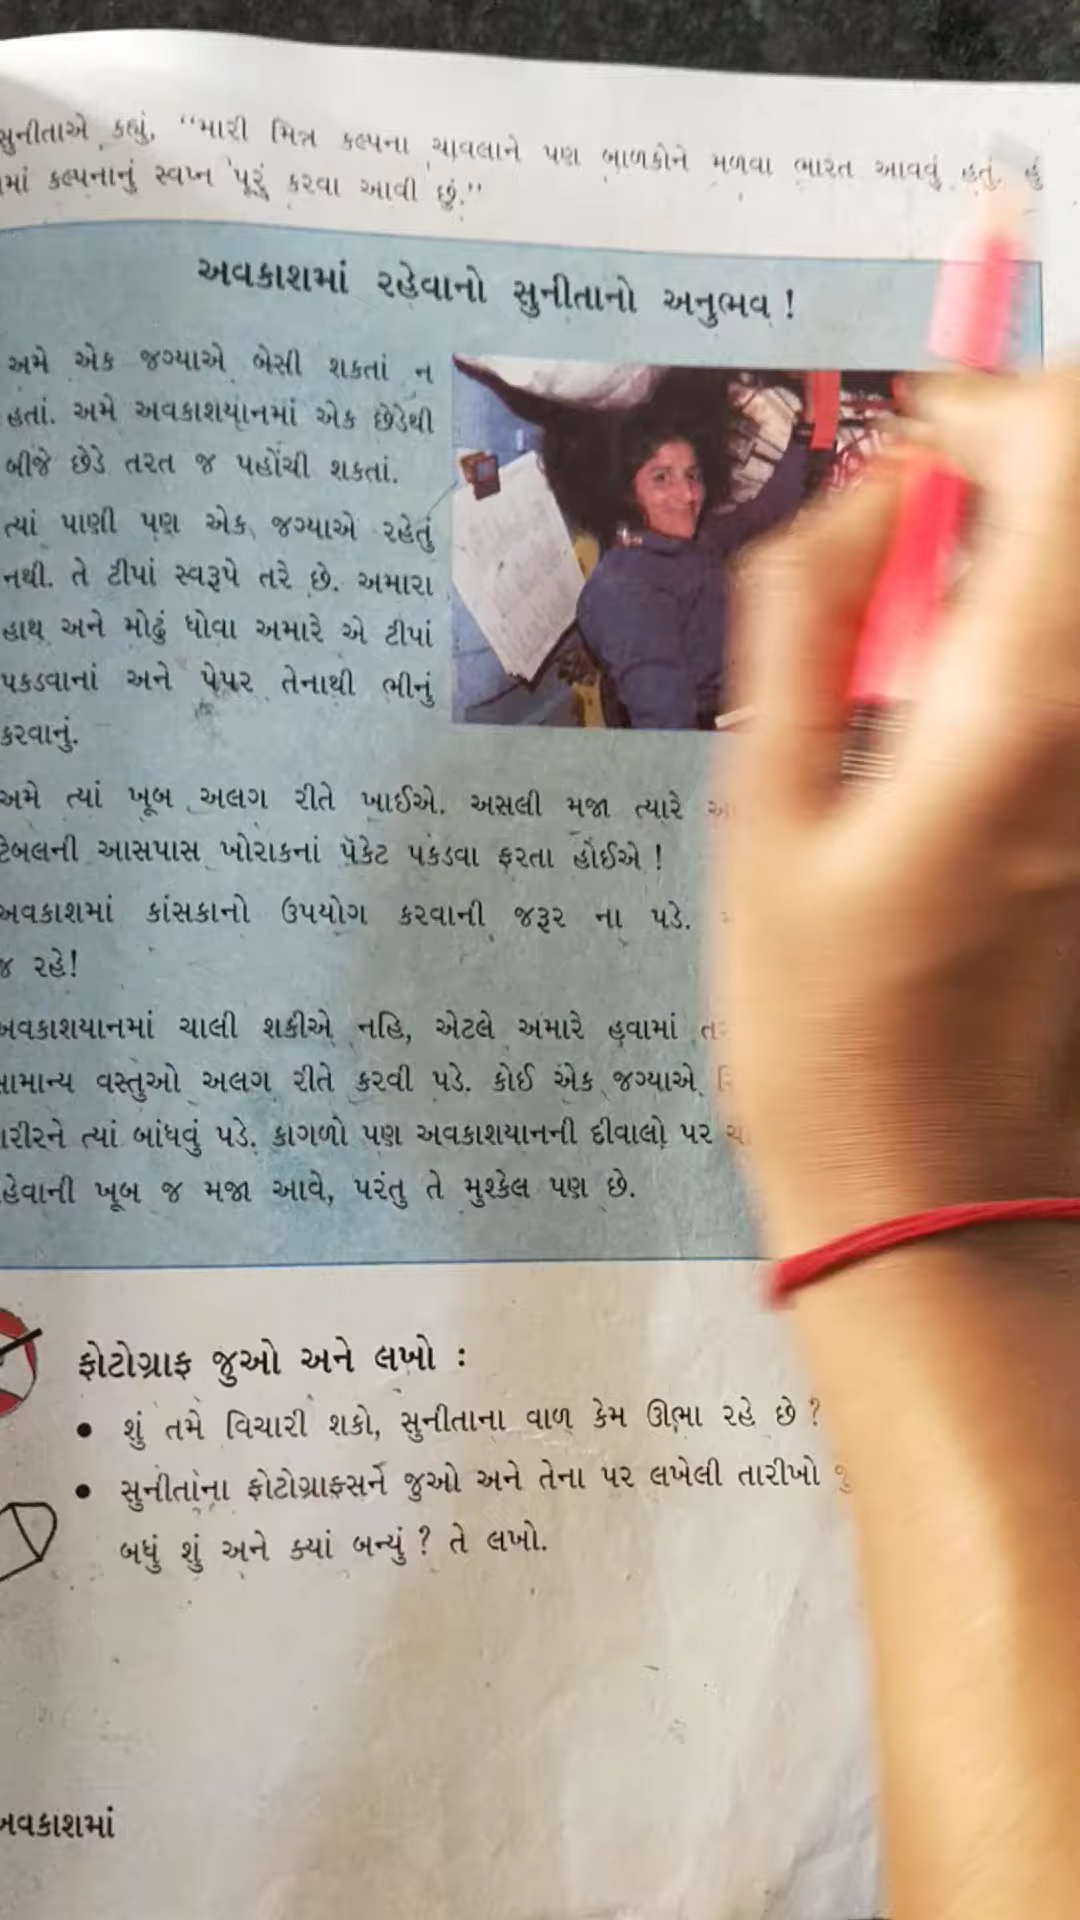 સુનીતાએ કહ્યું, “મારી મિત્ર કલ્પના ચાવલાને પણ બાળકોને મળવા ભારત આવવું હતું. હું
કલ્પનાનું સ્વપ્ન પૂરું કરવા આવી છું.”
અવકાશમાં રહેવાનો સુનીતાનો અનુભવ !
અમે એક જગ્યાએ બેસી શકતાં ન
હતાં. અમે અવકાશયાનમાં એક છેડેથી
બીજે છેડે તરત જ પહોંચી શકતાં.
ત્યાં પાણી પણ એક જગ્યાએ રહેતું
નથી. તે ટીપાં સ્વરૂપે તરે છે. અમારા
હાથ અને મોઢું ધોવા અમારે એ ટીપાં
પકડવાનાં અને પેપર તેનાથી ભીનું
કરવાનું.
અમે ત્યાં ખૂબ અલગ રીતે ખાઈએ. અસલી મજા ત્યારે
ટેબલની આસપાસ ખોરાકનાં પૅકેટ પકડવા ફરતા હોઈએ !
અવકાશમાં કાંસકાનો ઉપયોગ કરવાની જરૂર ના પડે.
જ રહે!
અવકાશયાનમાં ચાલી શકીએ નહિ, એટલે અમારે હવામાં
સામાન્ય વસ્તુઓ અલગ રીતે કરવી પડે. કોઈ એક જગ્યાએ
ત્યાં બાંધવું પડે. કાગળો પણ અવકાશયાનની દીવાલો પર
ખૂબ જ મજા આવે, પરંતુ તે મુશ્કેલ પણ છે.
ફોટોગ્રાફ જુઓ અને લખો :
• શું તમે વિચારી શકો, સુનીતાના વાળ કેમ ઊભા રહે છે ?
• સુનીતાના ફોટોગ્રાફ્સને જુઓ અને તેના પર લખેલી તારીખો
બધું શું અને ક્યાં બન્યું ? તે લખો.
અવકાશમાં